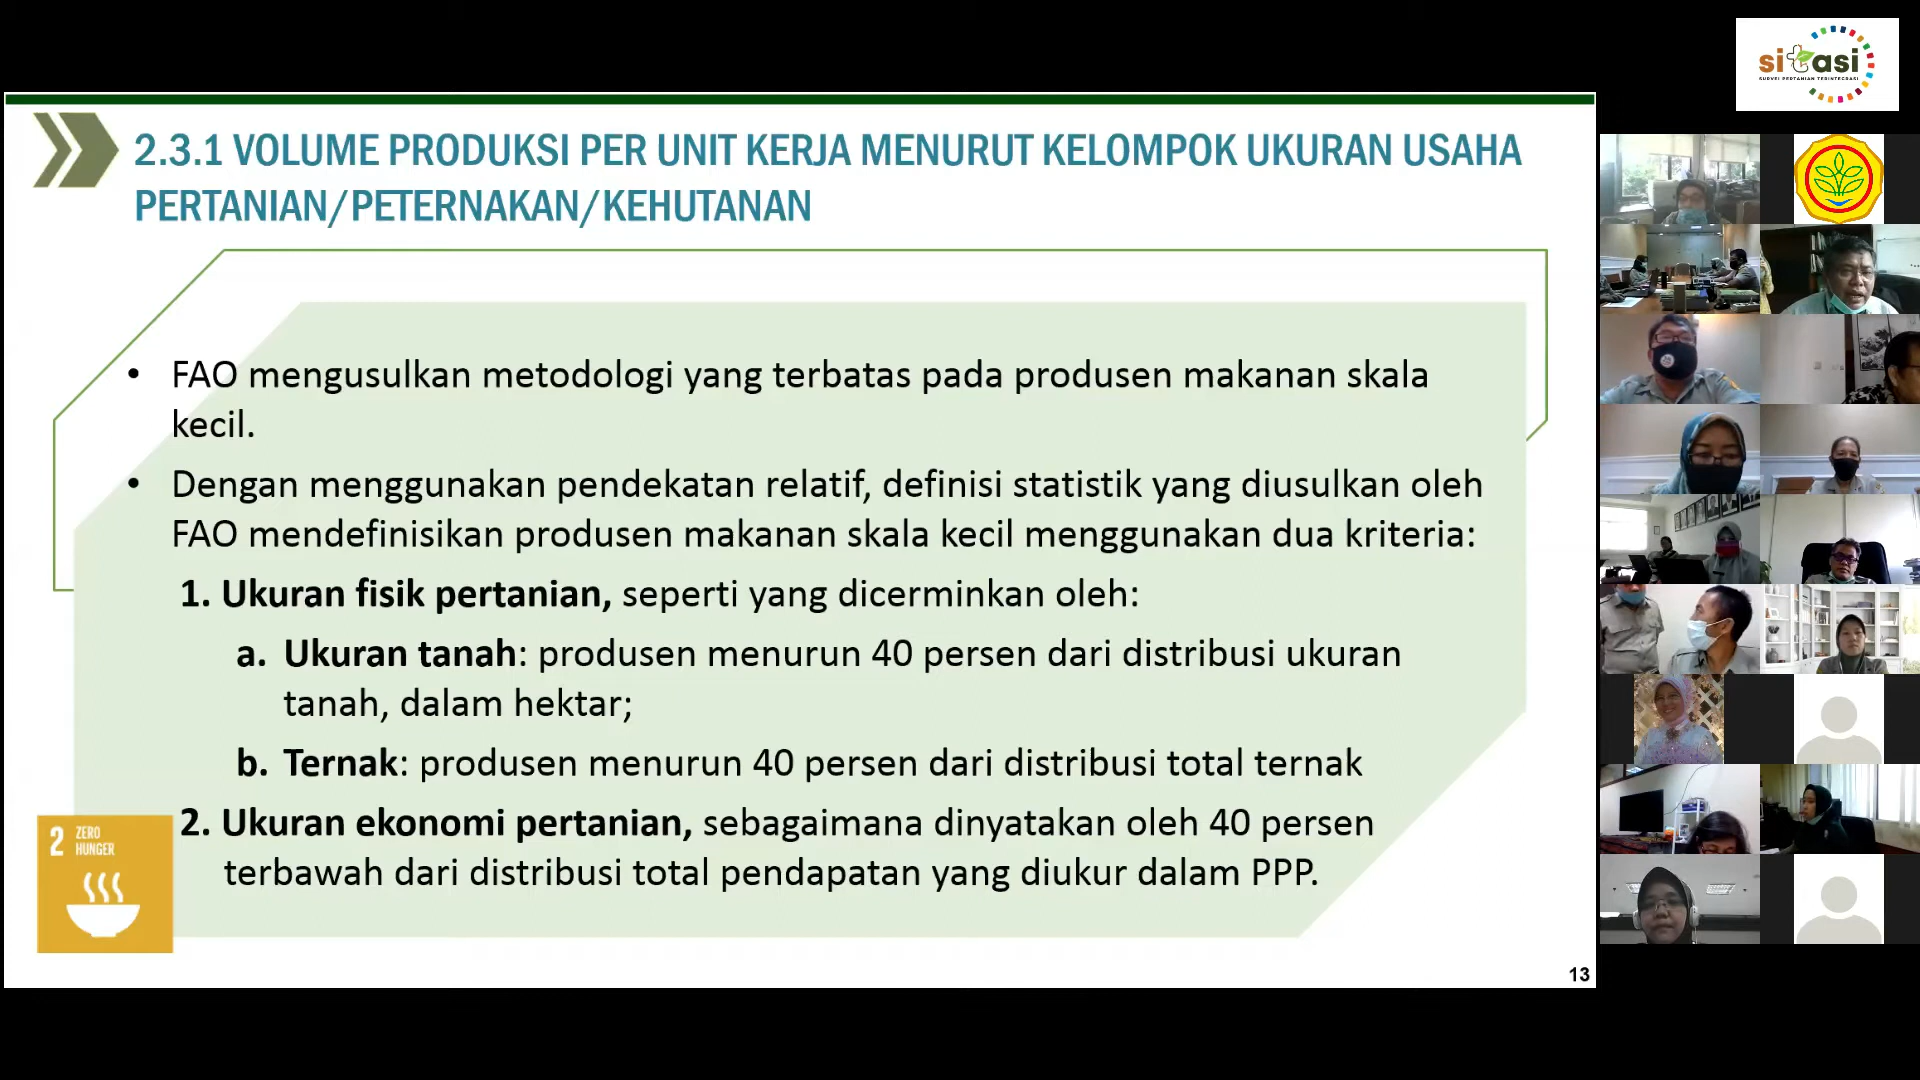 sitasi
SURVEI PERTANIAN TERINTEGRASI
2.3.1 VOLUME PRODUKSI PER UNIT KERJA MENURUT KELOMPOK UKURAN USAHA
PERTANIAN/PETERNAKAN/KEHUTANAN
• FAO mengusulkan metodologi yang terbatas pada produsen makanan skala
kecil.
• Dengan menggunakan pendekatan relatif, definisi statistik yang diusulkan oleh
FAO mendefinisikan produsen makanan skala kecil menggunakan dua kriteria:
1. Ukuran fisik pertanian, seperti yang dicerminkan oleh:
a. Ukuran tanah: produsen menurun 40 persen dari distribusi ukuran
tanah, dalam hektar;
b. Ternak: produsen menurun 40 persen dari distribusi total ternak
2. Ukuran ekonomi pertanian, sebagaimana dinyatakan oleh 40 persen
terbawah dari distribusi total pendapatan yang diukur dalam PPP.
2 ZERO
HUNGER
13